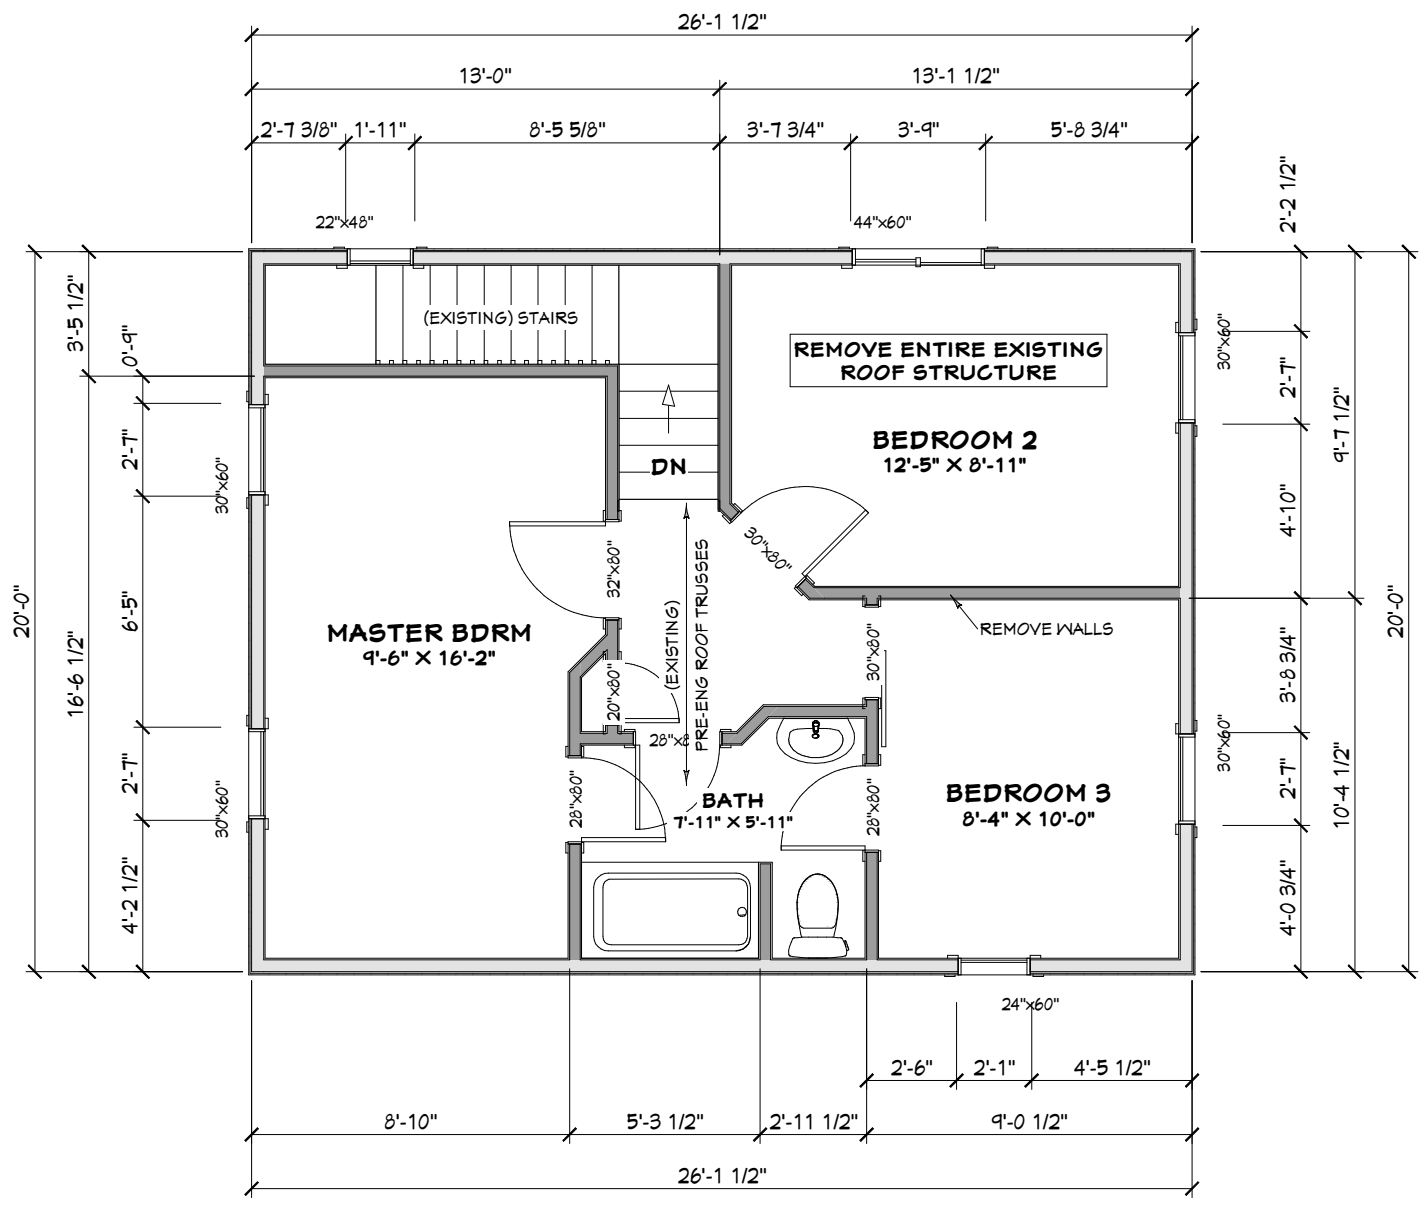 26'-1 1/2"
13'-0"
13'-1 1/2"
2'-7 3/8"
1'-11"
8'-5 5/8"
3'-7 3/4"
3'-9"
5'-8 3/4"
22"x48"
44"x60"
2'-2 1/2"
3'-5 1/2"
0'-9"
(EXISTING) STAIRS
REMOVE ENTIRE EXISTING
ROOF STRUCTURE
30"x60"
2'-7"
9'-7 1/2"
BEDROOM 2
12'-5" X 8'-11"
2'-7"
30"x60"
DN
4'-10"
30"x80"
32"x80"
20'-0"
6'-5"
16'-6 1/2"
MASTER BDRM
9'-6" X 16'-2"
(EXISTING)
PRE-ENG ROOF TRUSSES
REMOVE WALLS
30"x80"
20'-0"
3'-8 3/4"
20"x80"
28"x8
30"x60"
2'-7"
30"x60"
28"x80"
BATH
7'-11" X 5'-11"
28"x80"
BEDROOM 3
8'-4" X 10'-0"
2'-7"
10'-4 1/2"
4'-2 1/2"
4'-0 3/4"
24"x60"
2'-6"
2'-1"
4'-5 1/2"
8'-10"
5'-3 1/2"
2'-11 1/2"
9'-0 1/2"
26'-1 1/2"